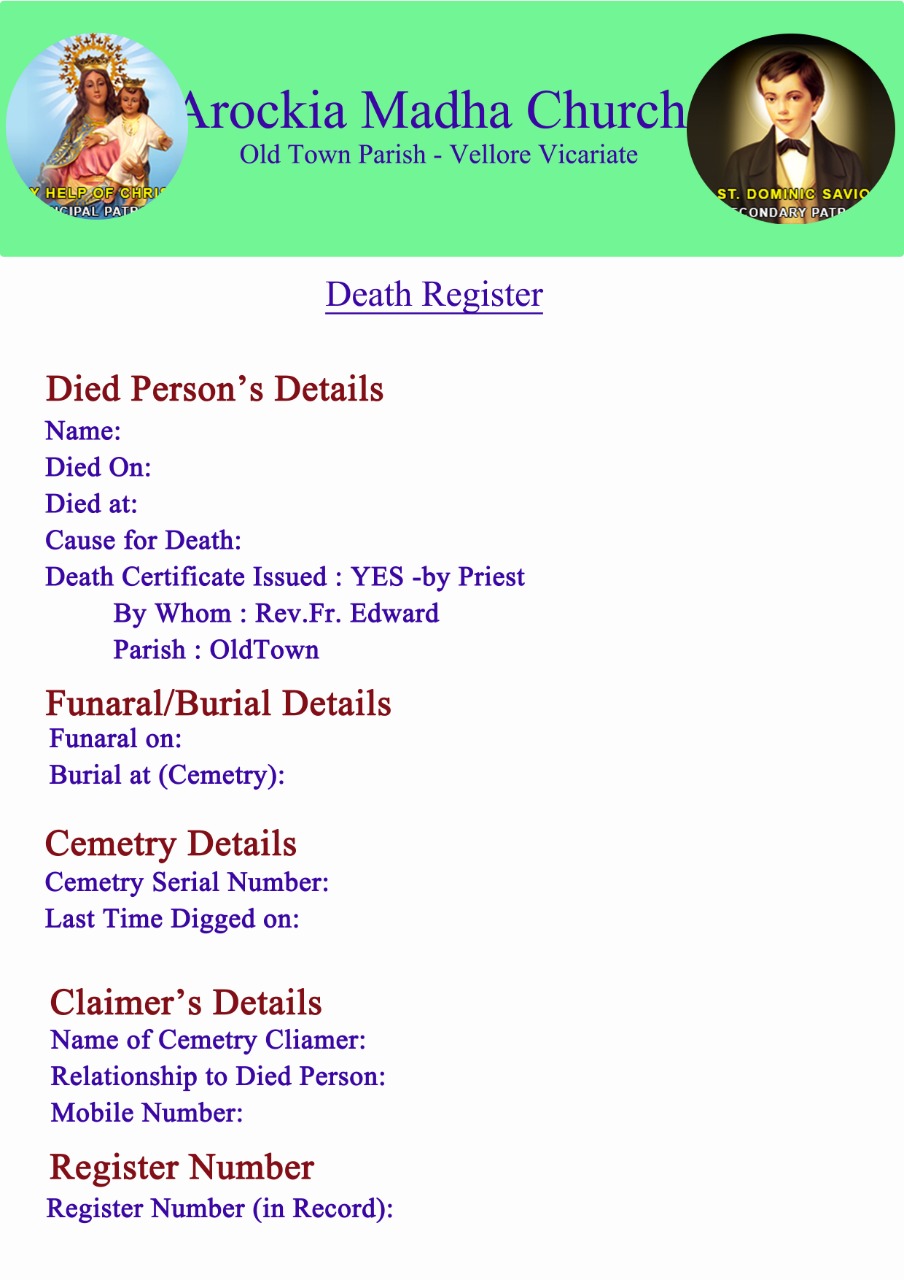 Arockia Madha Church
Old Town Parish - Vellore Vicariate
Y HELP OF CHRIS
CIPAL PATR
ST. DOMINIC SAVIO
CONDARY PATR
Death Register
Died Person’s Details
Name:
Died On:
Died at:
Cause for Death:
Death Certificate Issued : YES -by Priest
By Whom : Rev.Fr. Edward
Parish : OldTown
Funaral/Burial Details
Funaral on:
Burial at (Cemetry):
Cemetry Details
Cemetry Serial Number:
Last Time Digged on:
Claimer’s Details
Name of Cemetry Cliamer:
Relationship to Died Person:
Mobile Number:
Register Number
Register Number (in Record):